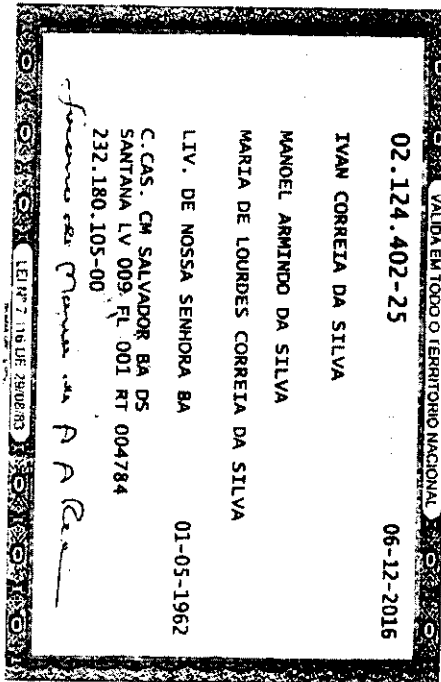 VÁLIDA EM TODO O TERRITÓRIO NACIONAL
02.124.402-25 06-12-2016
IVAN CORREIA DA SILVA
MANOEL ARMINDO DA SILVA
MARIA DE LOURDES CORREIA DA SILVA
LIV. DE NOSSA SENHORA BA 01-05-1962
C.CAS. CM SALVADOR BA DS
SANTANA LV 009 FL 001 RT 004784
232.180.105-00
LEI Nº 7.116 DE 29/08/83